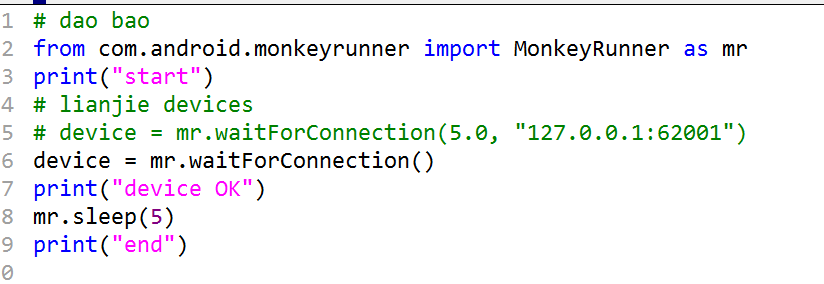 1 # dao bao
2 from com.android.monkeyrunner import MonkeyRunner as mr
3 print("start")
4 # lianjie devices
5 # device = mr.waitForConnection(5.0, "127.0.0.1:62001")
6 device = mr.waitForConnection()
7 print("device OK")
8 mr.sleep(5)
9 print("end")
0